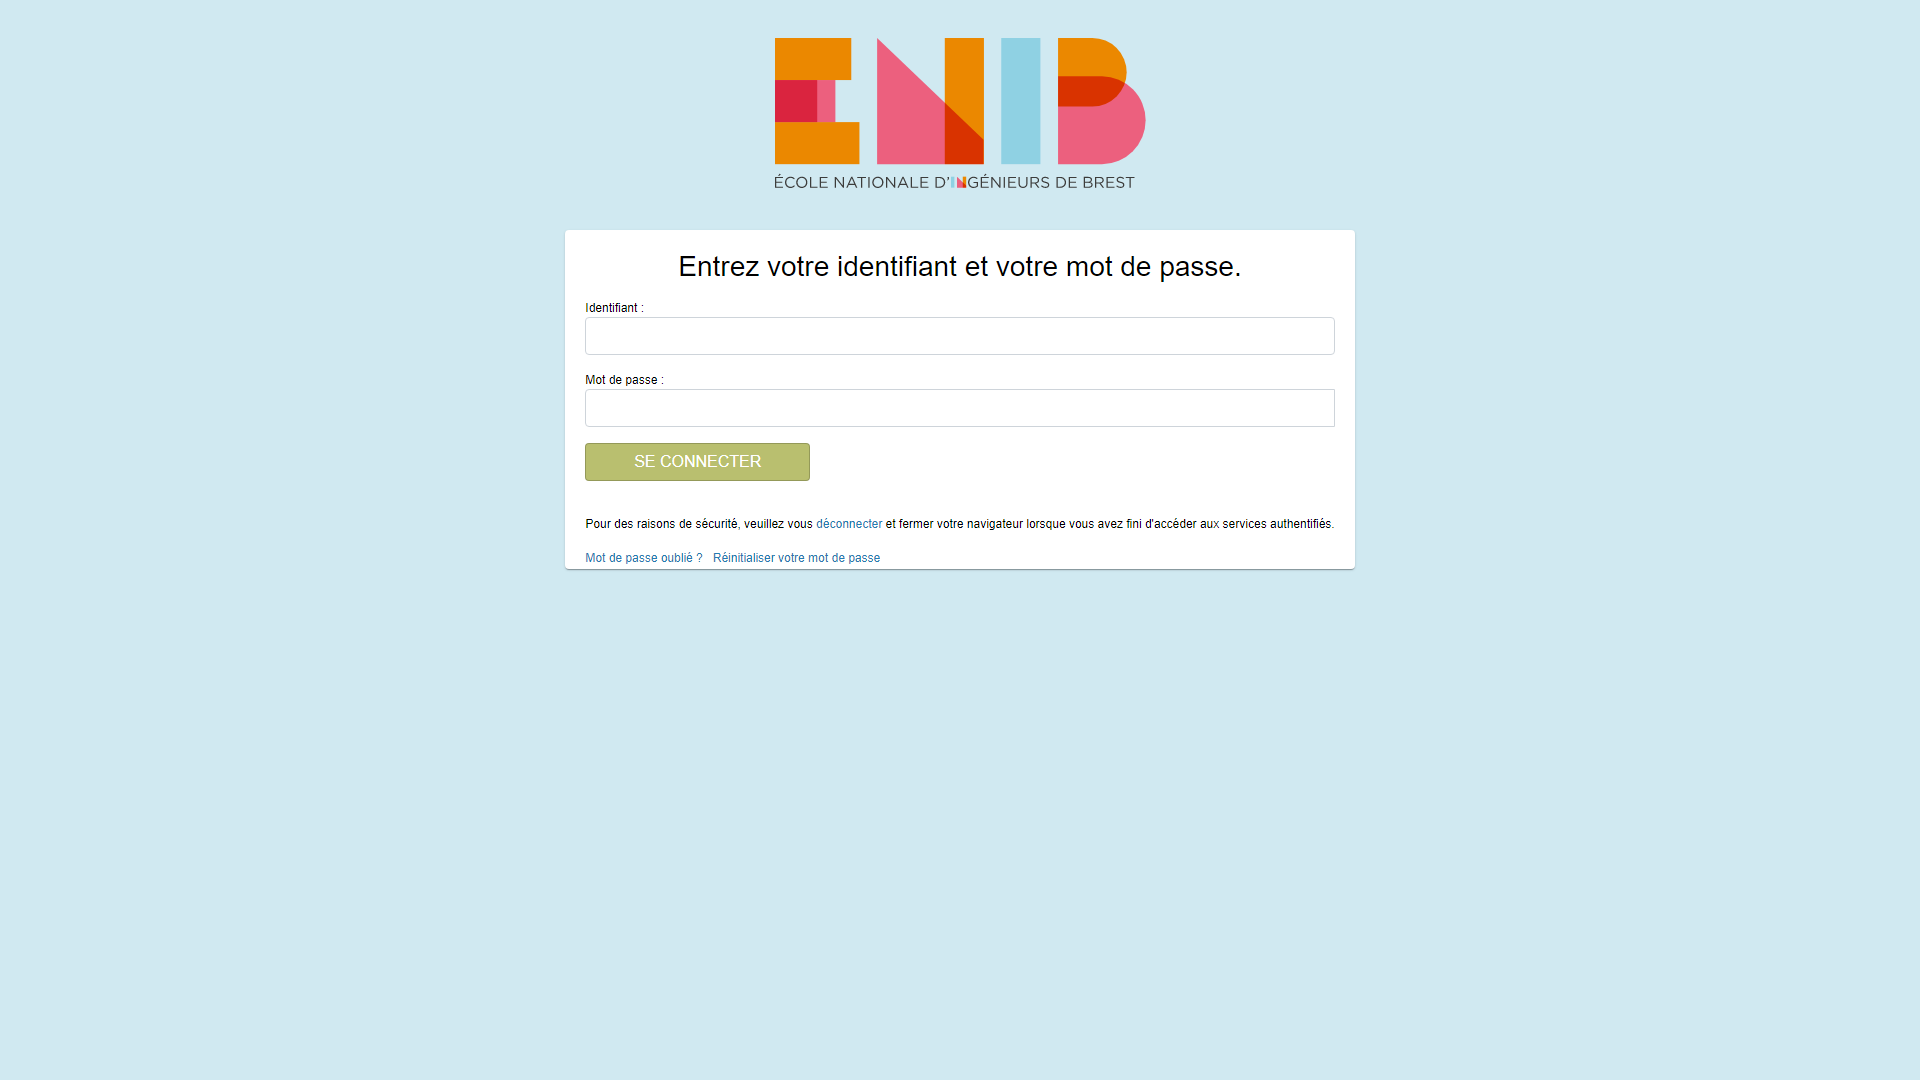 ENIB
ÉCOLE NATIONALE D'INGÉNIEURS DE BREST
Entrez votre identifiant et votre mot de passe.
Identifiant :
Mot de passe :
SE CONNECTER
Pour des raisons de sécurité, veuillez vous déconnecter et fermer votre navigateur lorsque vous avez fini d'accéder aux services authentifiés.
Mot de passe oublié ? Réinitialiser votre mot de passe